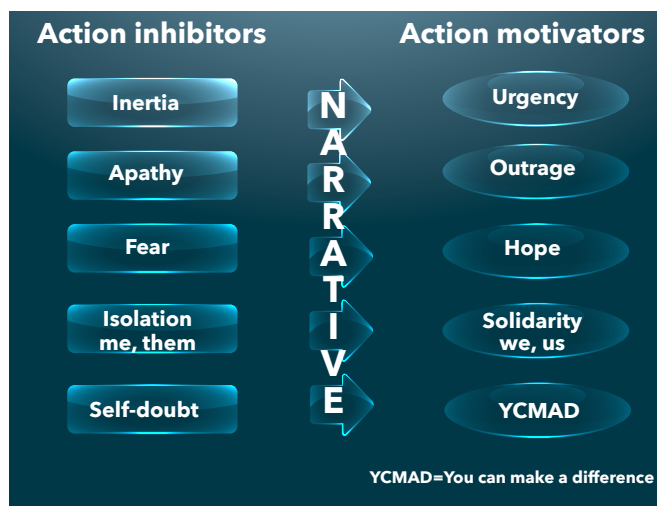 Action inhibitors
Action motivators
Inertia
Urgency
Apathy
Outrage
Fear
Hope
Isolation
me, them
Solidarity
we, us
Self-doubt
YCMAD
NARRATIVE
YCMAD=You can make a difference